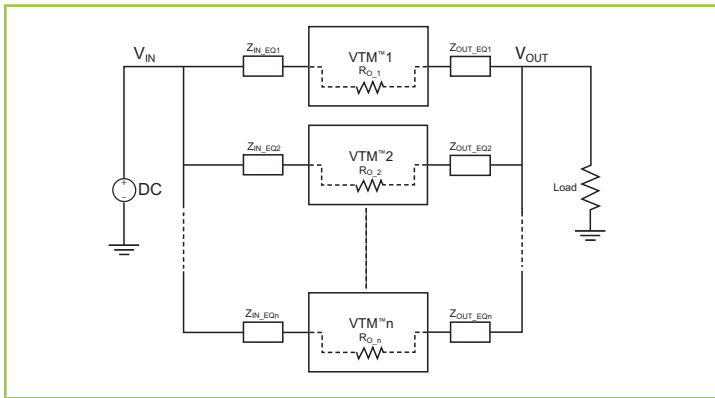 Z_IN_EQ1
VTM™1
Z_OUT_EQ1
V_IN
R_O_1
V_OUT
Z_IN_EQ2
VTM™2
Z_OUT_EQ2
R_O_2
+
DC
−
Load
Z_IN_EQn
VTM™n
Z_OUT_EQn
R_O_n